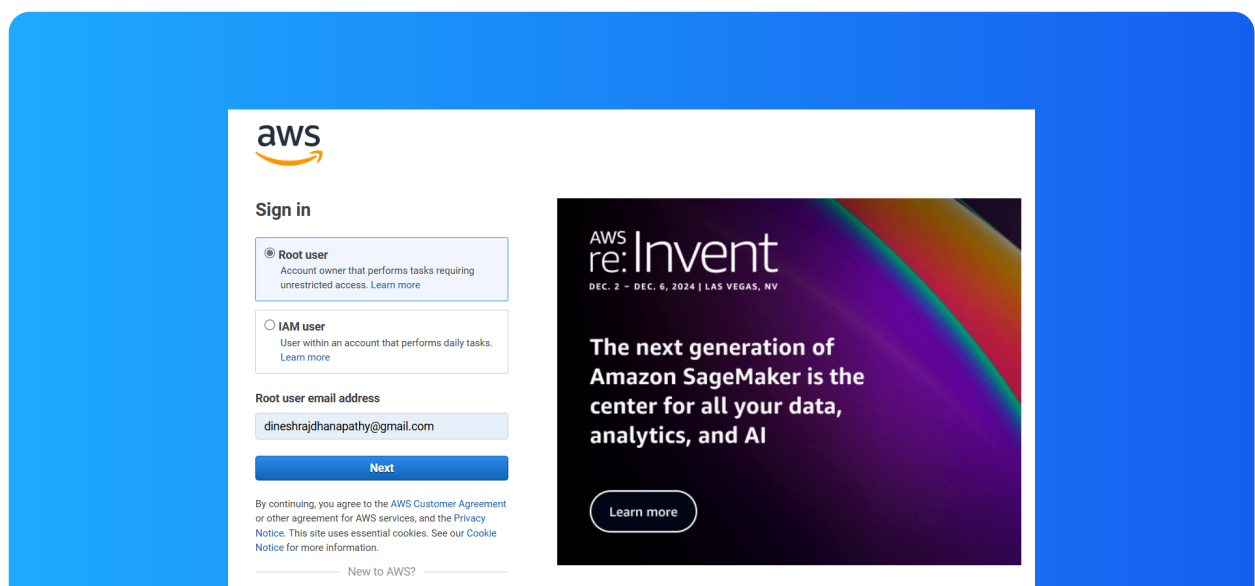 aws
Sign in
Root user
Account owner that performs tasks requiring
unrestricted access. Learn more
IAM user
User within an account that performs daily tasks.
Learn more
Root user email address
dineshrajdhanapathy@gmail.com
Next
By continuing, you agree to the AWS Customer Agreement
or other agreement for AWS services, and the Privacy
Notice. This site uses essential cookies. See our Cookie
Notice for more information.
New to AWS?
AWS
re:Invent
DEC. 2 – DEC. 6, 2024 | LAS VEGAS, NV
The next generation of
Amazon SageMaker is the
center for all your data,
analytics, and AI
Learn more